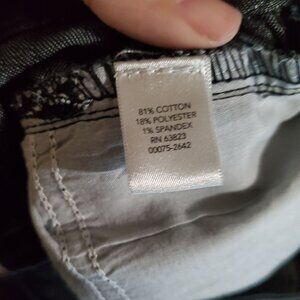 81% COTTON
18% POLYESTER
1% SPANDEX
RN 63823
00075-2642